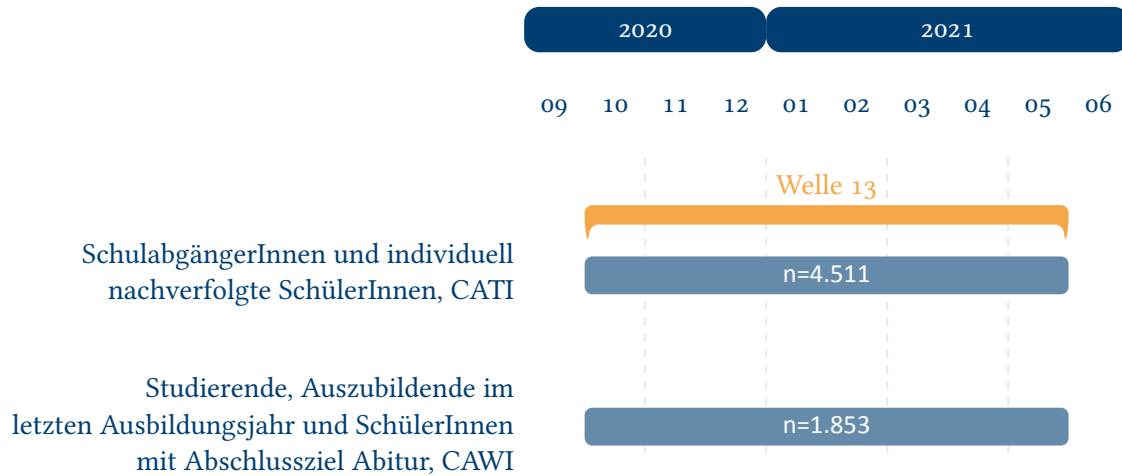 2020 2021
09 10 11 12 01 02 03 04 05 06
Welle 13
SchulabgängerInnen und individuell
nachverfolgte SchülerInnen, CATI
n=4.511
Studierende, Auszubildende im
letzten Ausbildungsjahr und SchülerInnen
mit Abschlussziel Abitur, CAWI
n=1.853